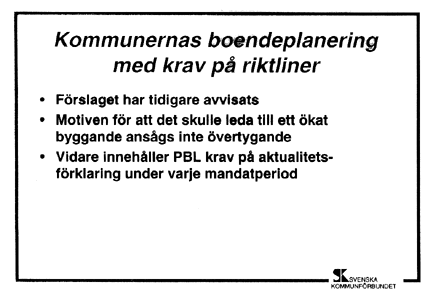 Kommunernas boendeplanering
med krav på riktliner
• Förslaget har tidigare avvisats
• Motiven för att det skulle leda till ett ökat
byggande ansågs inte övertygande
• Vidare innehåller PBL krav på aktualitets-
förklaring under varje mandatperiod
SK SVENSKA
KOMMUNFÖRBUNDET